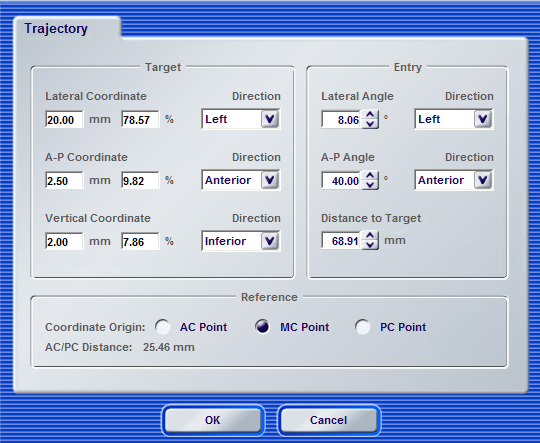 Trajectory
Target
Lateral Coordinate Direction
20.00 mm 78.57 % Left
A-P Coordinate Direction
2.50 mm 9.82 % Anterior
Vertical Coordinate Direction
2.00 mm 7.86 % Inferior
Entry
Lateral Angle Direction
8.06 ° Left
A-P Angle Direction
40.00 ° Anterior
Distance to Target
68.91 mm
Reference
Coordinate Origin: AC Point MC Point PC Point
AC/PC Distance: 25.46 mm
OK Cancel